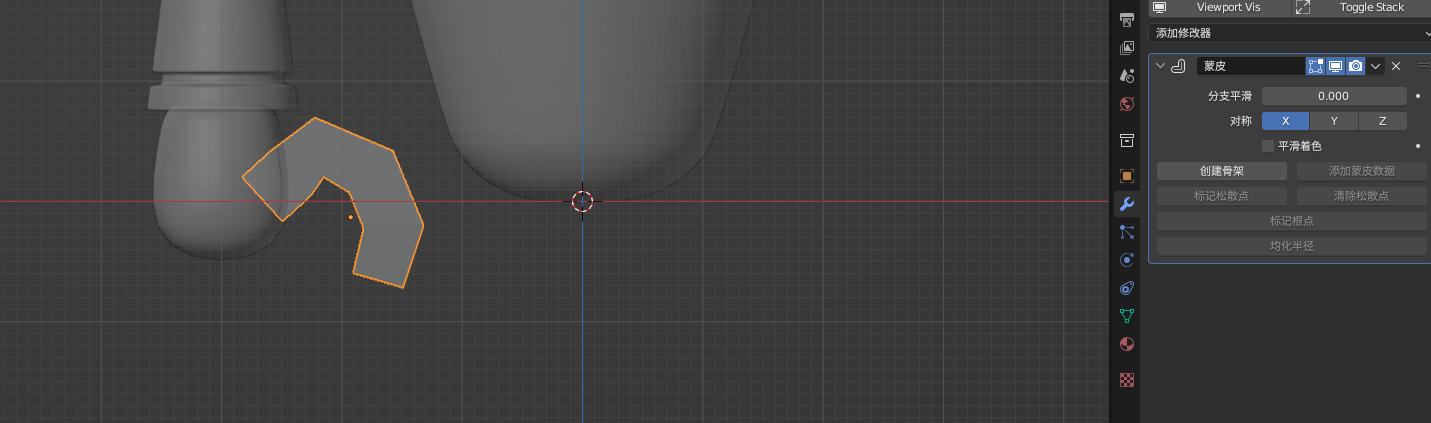 Viewport Vis Toggle Stack
添加修改器
蒙皮
分支平滑 0.000
对称 X Y Z
平滑着色
创建骨架 添加蒙皮数据
标记松散点 清除松散点
标记根点
均化半径